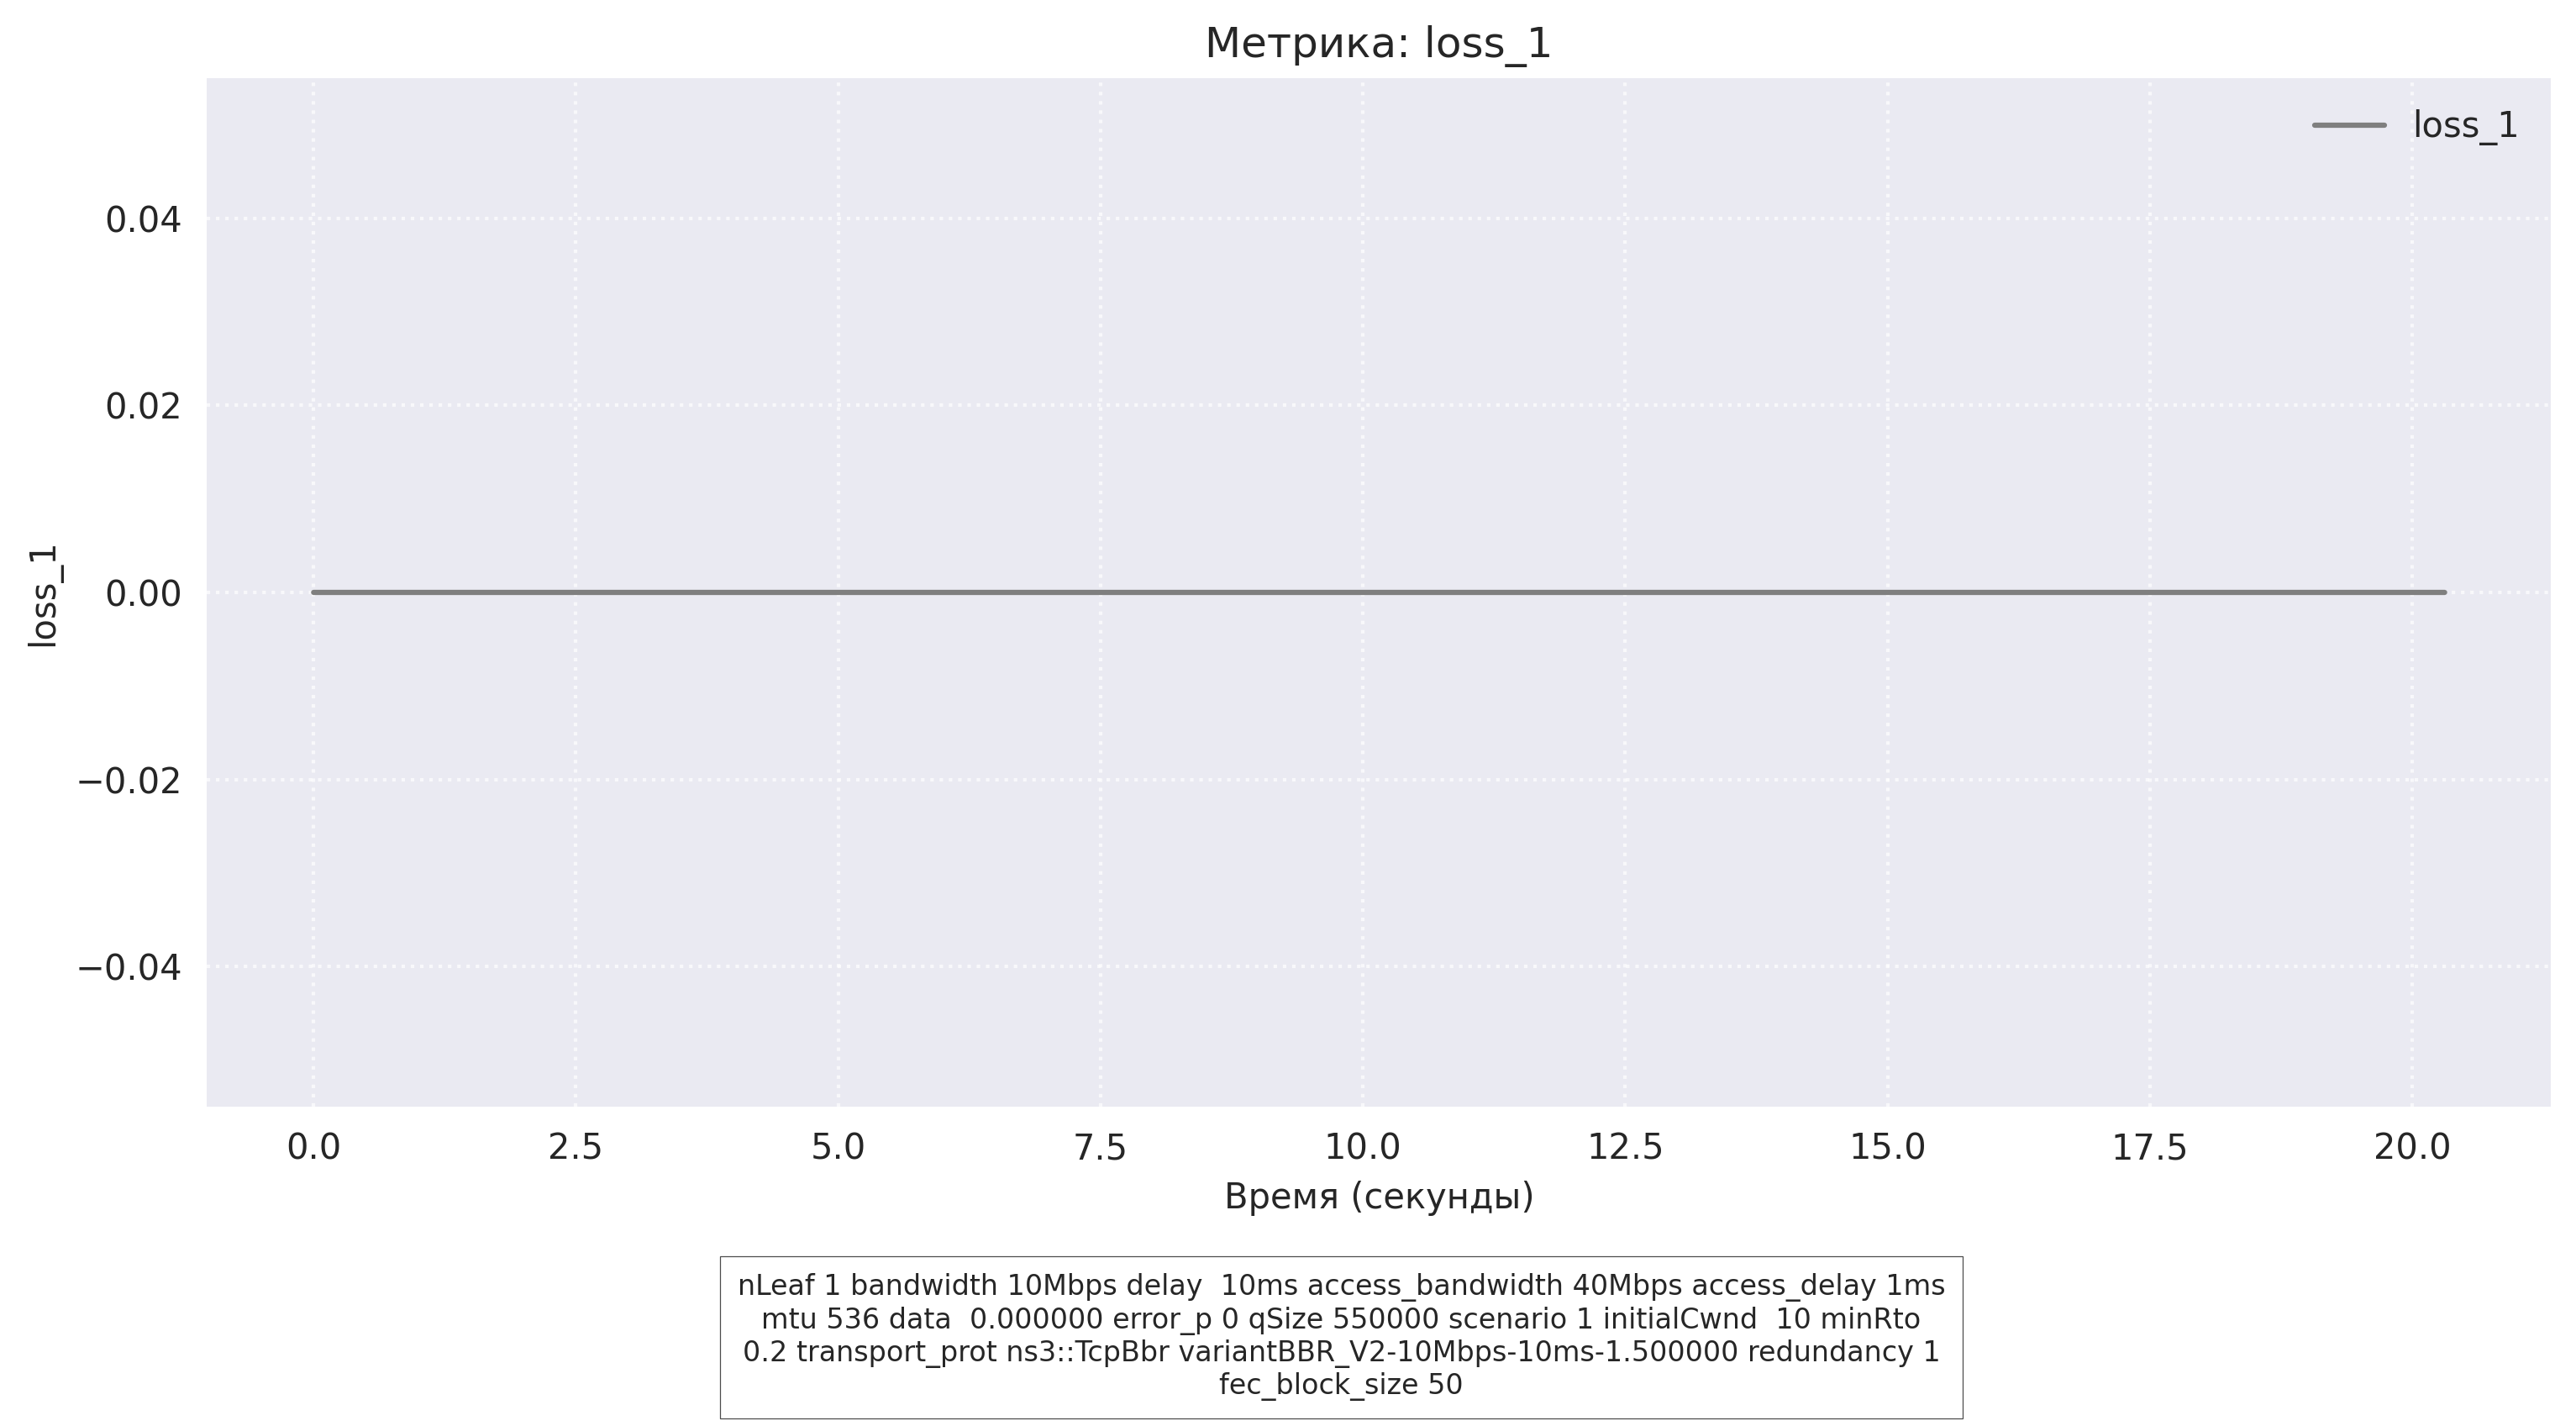 Метрика: loss_1
loss_1
loss_1
0.04
0.02
0.00
−0.02
−0.04
0.0 2.5 5.0 7.5 10.0 12.5 15.0 17.5 20.0
Время (секунды)
nLeaf 1 bandwidth 10Mbps delay  10ms access_bandwidth 40Mbps access_delay 1ms
mtu 536 data  0.000000 error_p 0 qSize 550000 scenario 1 initialCwnd  10 minRto
0.2 transport_prot ns3::TcpBbr variantBBR_V2-10Mbps-10ms-1.500000 redundancy 1
fec_block_size 50